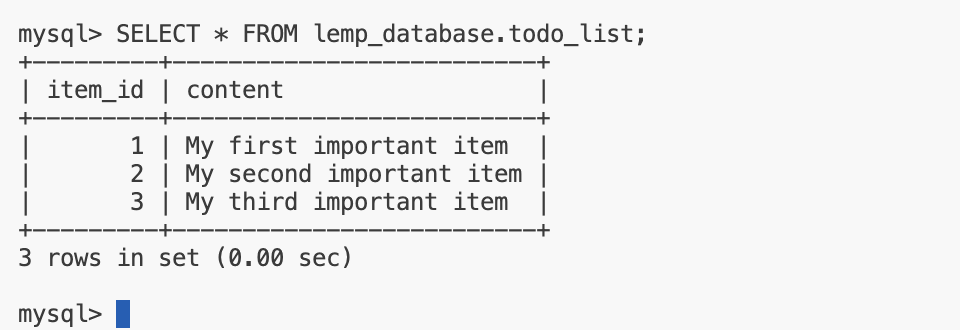 mysql> SELECT * FROM lemp_database.todo_list;
+---------+-------------------------+
| item_id | content                 |
+---------+-------------------------+
|       1 | My first important item  |
|       2 | My second important item |
|       3 | My third important item  |
+---------+-------------------------+
3 rows in set (0.00 sec)
mysql>